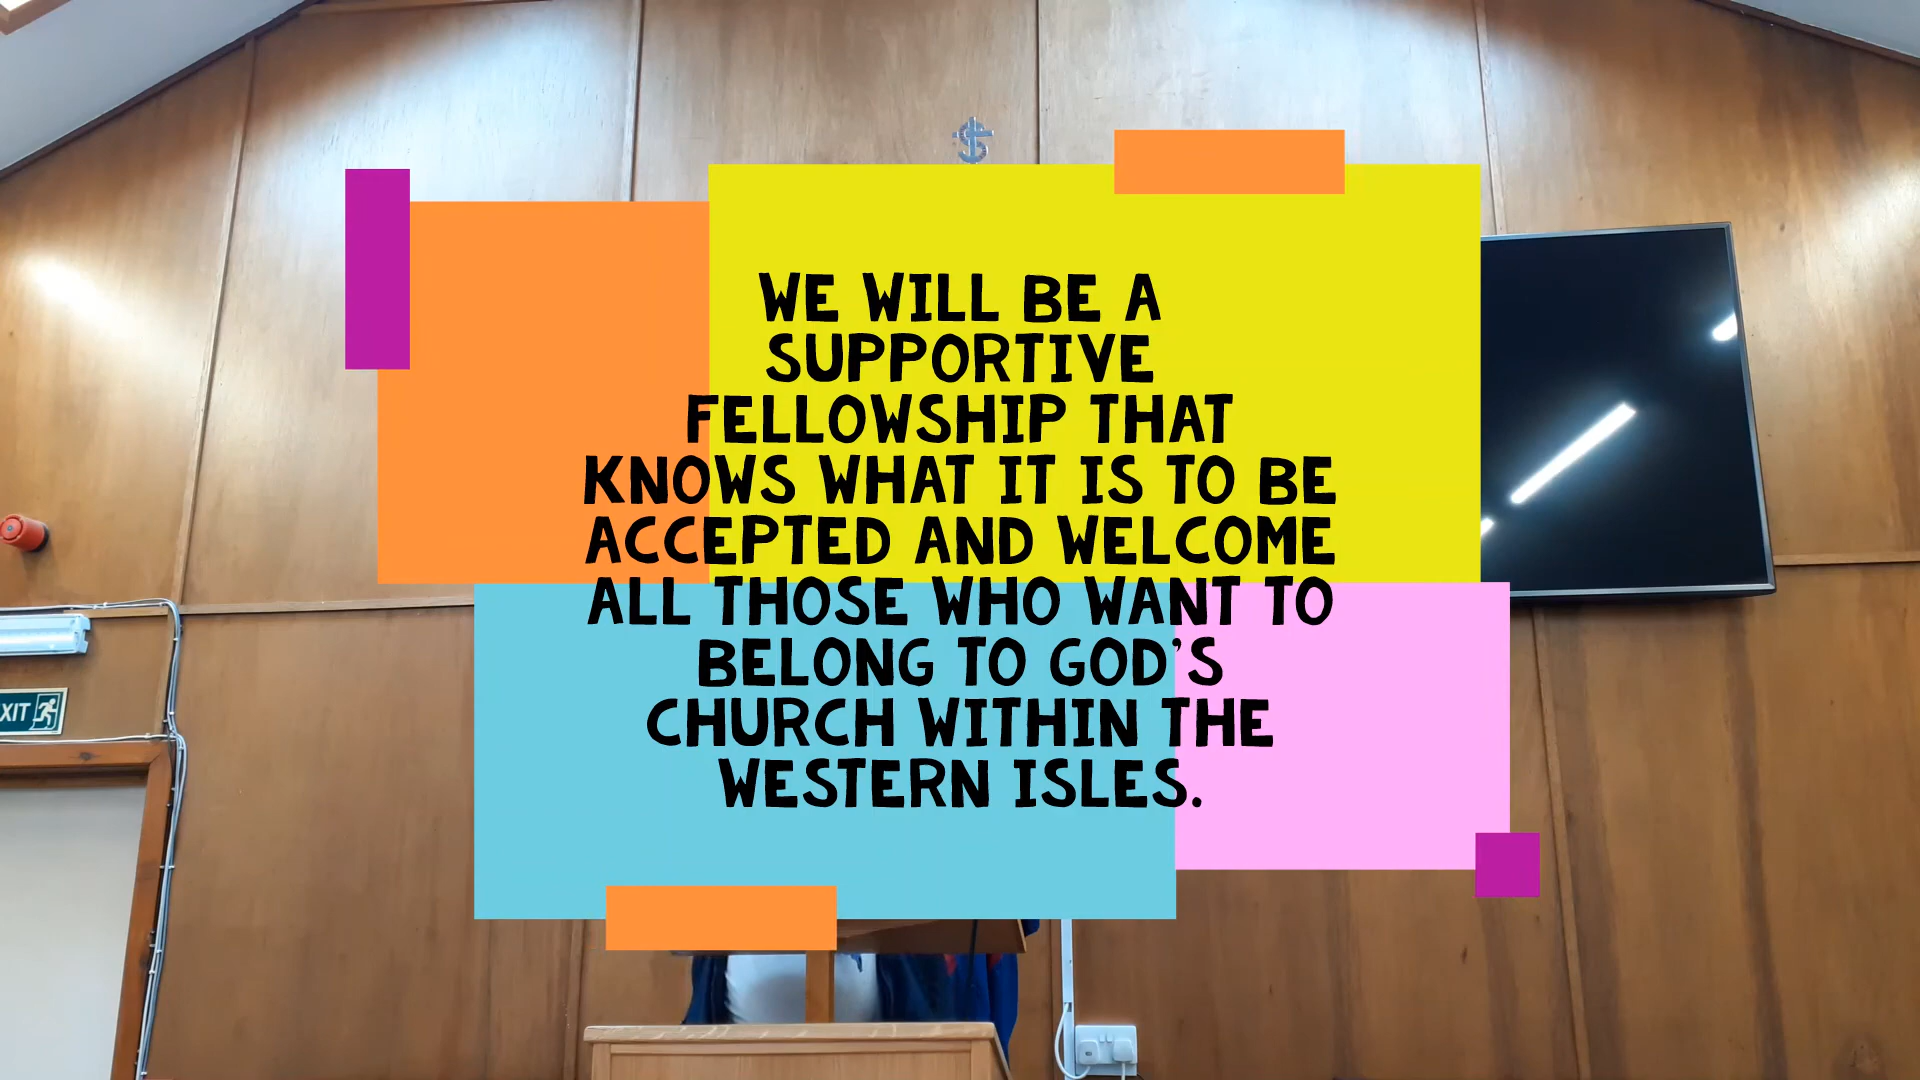 WE WILL BE A
SUPPORTIVE
FELLOWSHIP THAT
KNOWS WHAT IT IS TO BE
ACCEPTED AND WELCOME
ALL THOSE WHO WANT TO
BELONG TO GOD'S
CHURCH WITHIN THE
WESTERN ISLES.
XIT